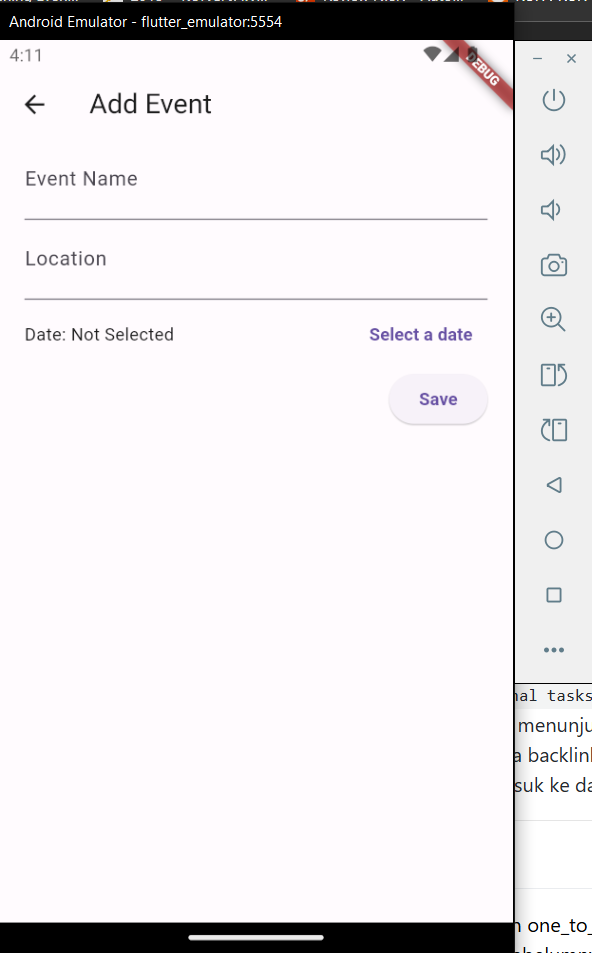 Android Emulator - flutter_emulator:5554
4:11
DEBUG
Add Event
Event Name
Location
Date: Not Selected
Select a date
Save
tasks
menunju
backlink
suk ke da
one_to_